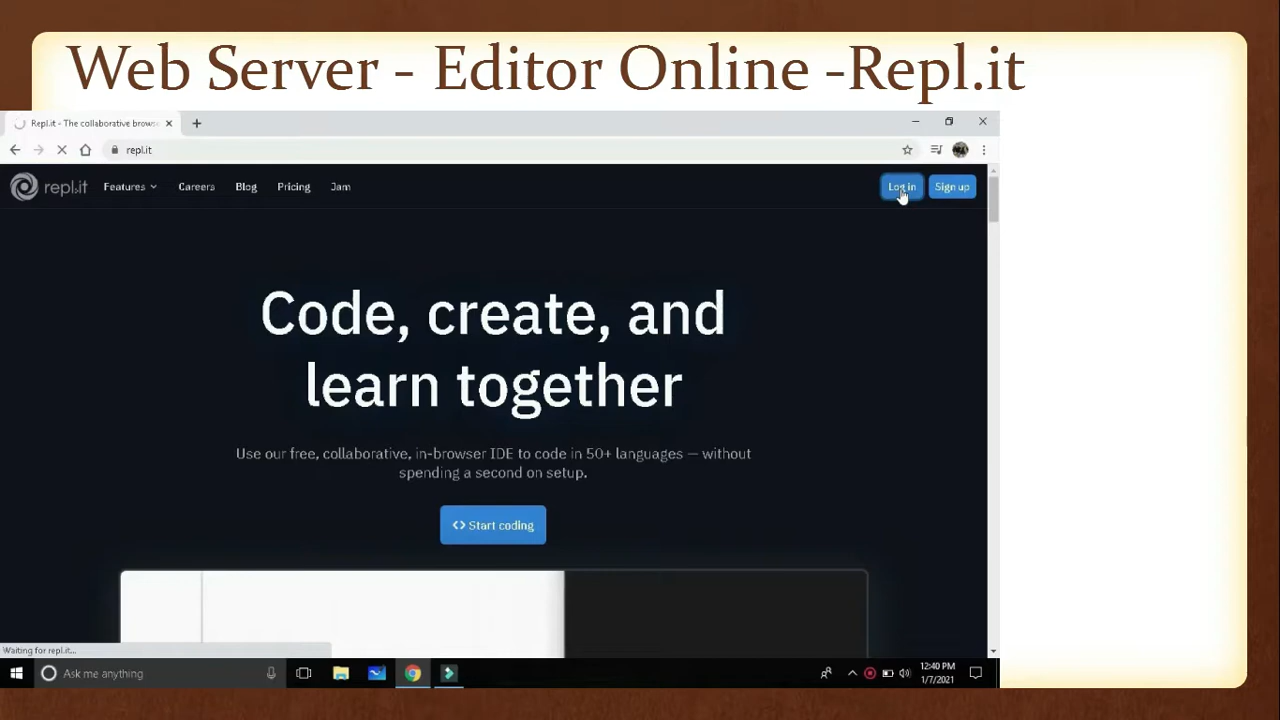 Web Server - Editor Online -Repl.it
Repl.it - The collaborative brows
repl.it
repl.it Features Careers Blog Pricing Jam Log in Sign up
Code, create, and
learn together
Use our free, collaborative, in-browser IDE to code in 50+ languages — without
spending a second on setup.
<> Start coding
Waiting for repl.it...
Ask me anything
12:40 PM
1/7/2021